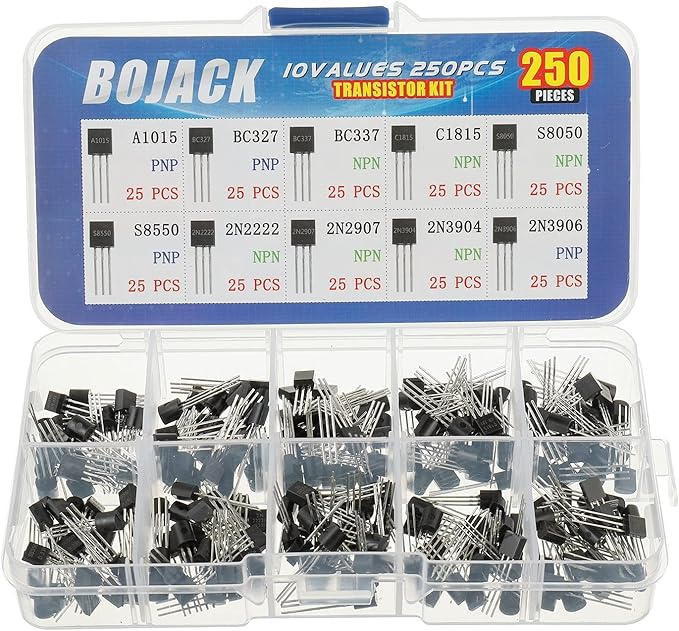 BOJACK
10VALUES 250PCS
TRANSISTOR KIT
250
PIECES
A1015
A1015
PNP
25 PCS
BC327
BC327
PNP
25 PCS
BC337
BC337
NPN
25 PCS
C1815
C1815
NPN
25 PCS
S8050
S8050
NPN
25 PCS
S8550
S8550
PNP
25 PCS
2N2222
2N2222
NPN
25 PCS
2N2907
2N2907
NPN
25 PCS
2N3904
2N3904
NPN
25 PCS
2N3906
2N3906
PNP
25 PCS